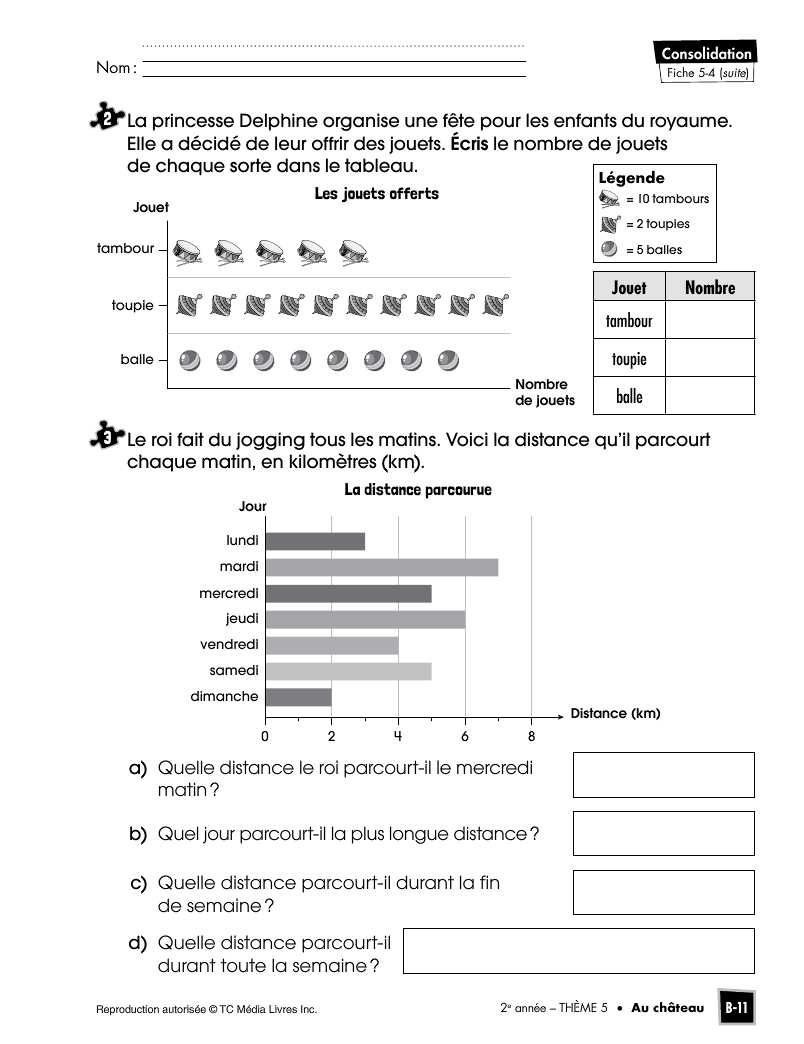 Nom :
Consolidation
Fiche 5-4 (suite)
2
La princesse Delphine organise une fête pour les enfants du royaume.
Elle a décidé de leur offrir des jouets. Écris le nombre de jouets
de chaque sorte dans le tableau.
Les jouets offerts
Jouet
tambour
toupie
balle
Nombre
de jouets
Légende
= 10 tambours
= 2 toupies
= 5 balles
Jouet Nombre
tambour
toupie
balle
3
Le roi fait du jogging tous les matins. Voici la distance qu'il parcourt
chaque matin, en kilomètres (km).
La distance parcourue
Jour
lundi
mardi
mercredi
jeudi
vendredi
samedi
dimanche
Distance (km)
0 2 4 6 8
a) Quelle distance le roi parcourt-il le mercredi
matin ?
b) Quel jour parcourt-il la plus longue distance ?
c) Quelle distance parcourt-il durant la fin
de semaine ?
d) Quelle distance parcourt-il
durant toute la semaine ?
Reproduction autorisée © TC Média Livres Inc.
2e année – THÈME 5 • Au château
B-11